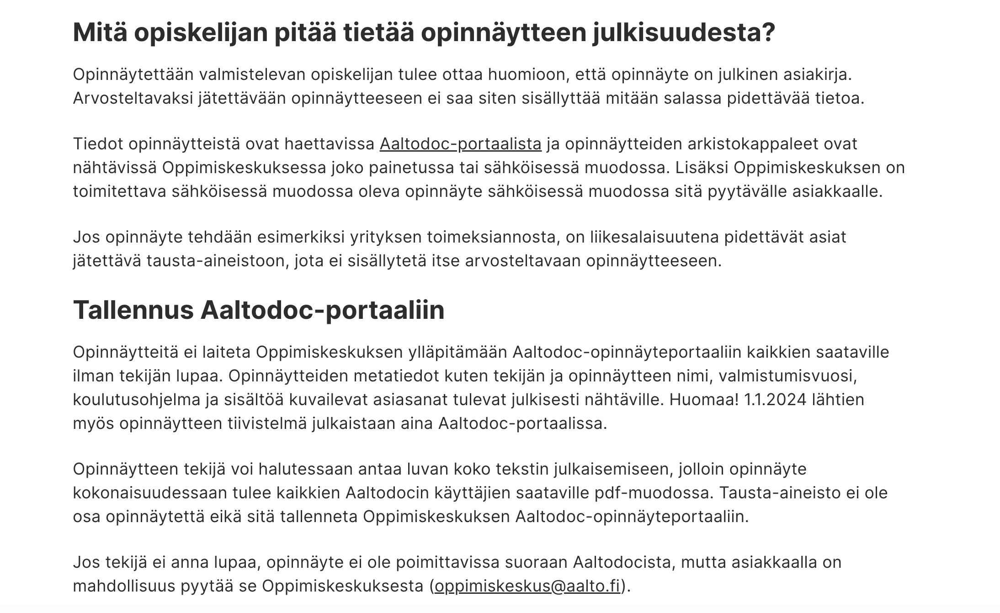 Mitä opiskelijan pitää tietää opinnäytteen julkisuudesta?
Opinnäytettään valmistelevan opiskelijan tulee ottaa huomioon, että opinnäyte on julkinen asiakirja.
Arvosteltavaksi jätettävään opinnäytteeseen ei saa siten sisällyttää mitään salassa pidettävää tietoa.
Tiedot opinnäytteistä ovat haettavissa Aaltodoc-portaalista ja opinnäytteiden arkistokappaleet ovat
nähtävissä Oppimiskeskuksessa joko painetussa tai sähköisessä muodossa. Lisäksi Oppimiskeskuksen on
toimitettava sähköisessä muodossa oleva opinnäyte sähköisessä muodossa sitä pyytävälle asiakkaalle.
Jos opinnäyte tehdään esimerkiksi yrityksen toimeksiannosta, on liikesalaisuutena pidettävät asiat
jätettävä tausta-aineistoon, jota ei sisällytetä itse arvosteltavaan opinnäytteeseen.
Tallennus Aaltodoc-portaaliin
Opinnäytteitä ei laiteta Oppimiskeskuksen ylläpitämään Aaltodoc-opinnäyteportaaliin kaikkien saataville
ilman tekijän lupaa. Opinnäytteiden metatiedot kuten tekijän ja opinnäytteen nimi, valmistumisvuosi,
koulutusohjelma ja sisältöä kuvailevat asiasanat tulevat julkisesti nähtäville. Huomaa! 1.1.2024 lähtien
myös opinnäytteen tiivistelmä julkaistaan aina Aaltodoc-portaalissa.
Opinnäytteen tekijä voi halutessaan antaa luvan koko tekstin julkaisemiseen, jolloin opinnäyte
kokonaisuudessaan tulee kaikkien Aaltodocin käyttäjien saataville pdf-muodossa. Tausta-aineisto ei ole
osa opinnäytettä eikä sitä tallenneta Oppimiskeskuksen Aaltodoc-opinnäyteportaaliin.
Jos tekijä ei anna lupaa, opinnäyte ei ole poimittavissa suoraan Aaltodocista, mutta asiakkaalla on
mahdollisuus pyytää se Oppimiskeskuksesta (oppimiskeskus@aalto.fi).